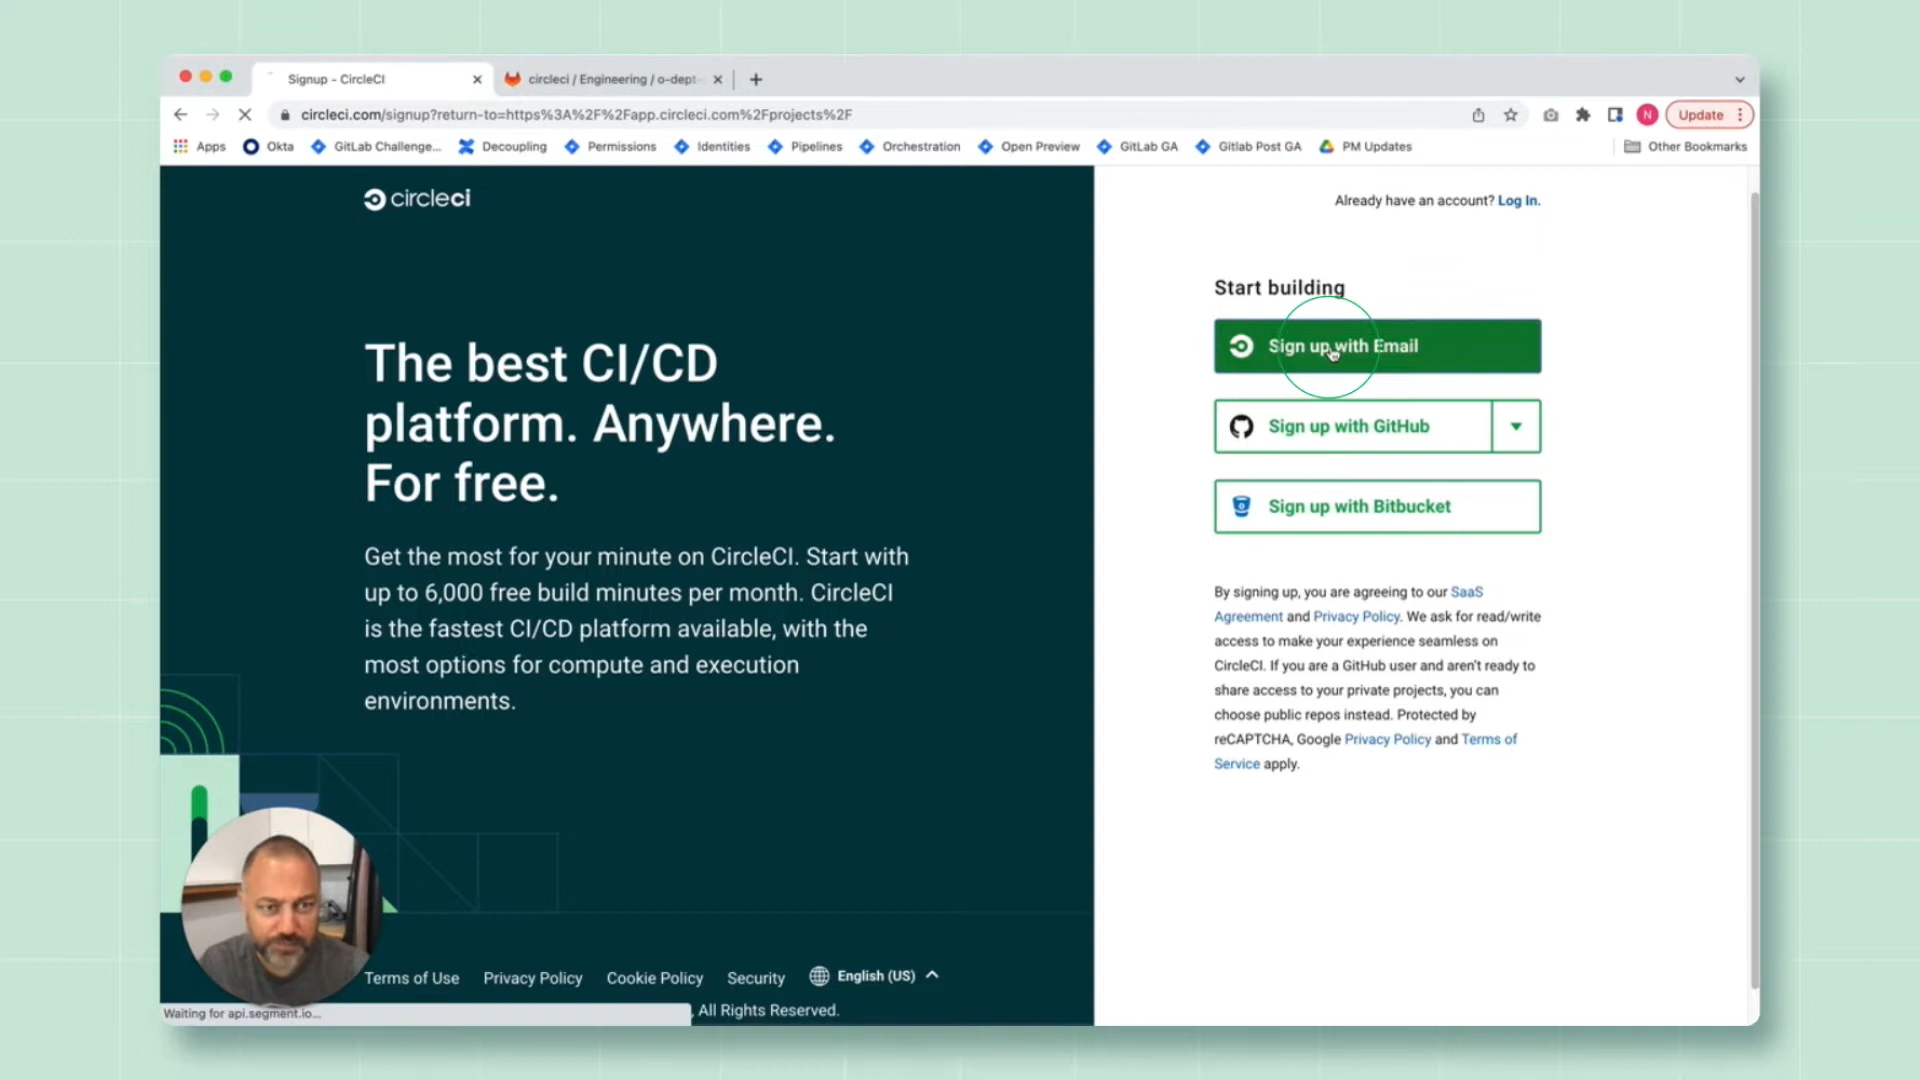 Signup - CircleCI
circleci / Engineering / o-dept-
circleci.com/signup?return-to=https%3A%2F%2Fapp.circleci.com%2Fprojects%2F
N
Update
Apps
Okta
GitLab Challenge...
Decoupling
Permissions
Identities
Pipelines
Orchestration
Open Preview
GitLab GA
Gitlab Post GA
PM Updates
Other Bookmarks
circleci
The best CI/CD
platform. Anywhere.
For free.
Get the most for your minute on CircleCI. Start with
up to 6,000 free build minutes per month. CircleCI
is the fastest CI/CD platform available, with the
most options for compute and execution
environments.
Already have an account? Log In.
Start building
Sign up with Email
Sign up with GitHub
Sign up with Bitbucket
By signing up, you are agreeing to our SaaS
Agreement and Privacy Policy. We ask for read/write
access to make your experience seamless on
CircleCI. If you are a GitHub user and aren't ready to
share access to your private projects, you can
choose public repos instead. Protected by
reCAPTCHA, Google Privacy Policy and Terms of
Service apply.
Terms of Use
Privacy Policy
Cookie Policy
Security
English (US)
, All Rights Reserved.
Waiting for api.segment.io...